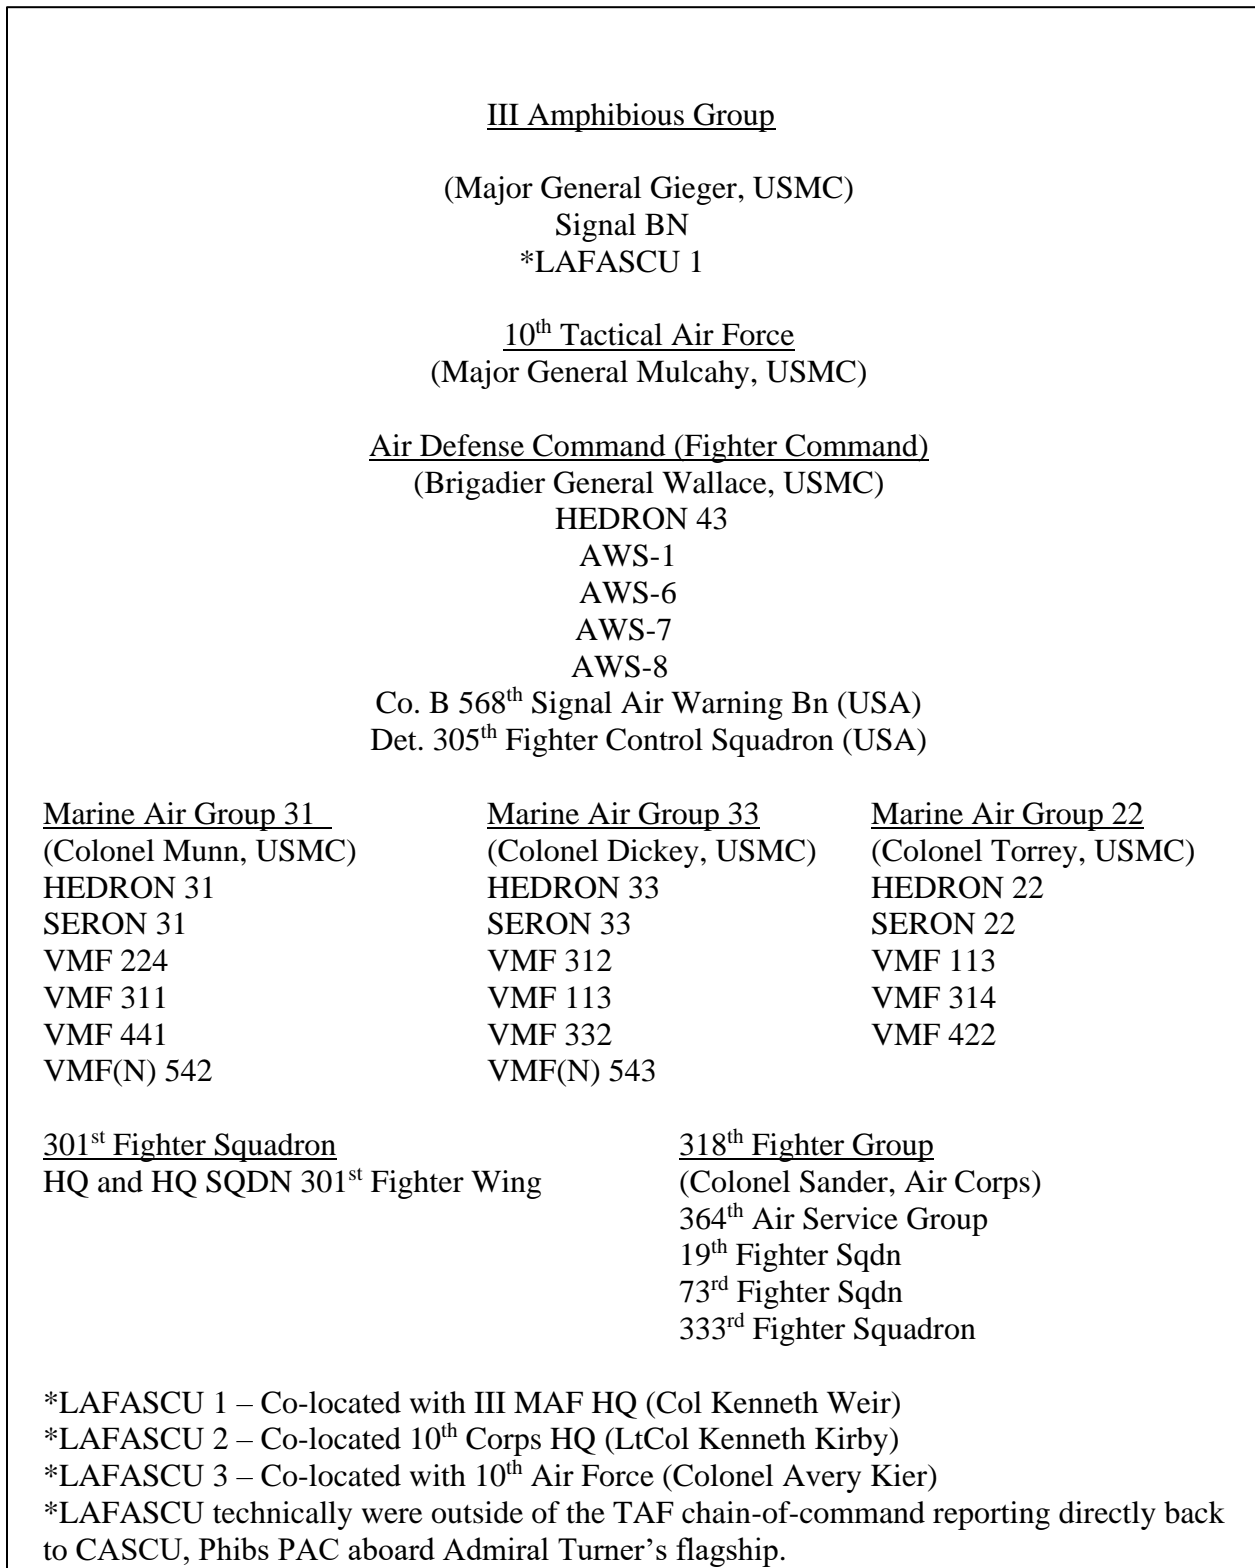 III Amphibious Group
(Major General Gieger, USMC)
Signal BN
*LAFASCU 1
10th Tactical Air Force
(Major General Mulcahy, USMC)
Air Defense Command (Fighter Command)
(Brigadier General Wallace, USMC)
HEDRON 43
AWS-1
AWS-6
AWS-7
AWS-8
Co. B 568th Signal Air Warning Bn (USA)
Det. 305th Fighter Control Squadron (USA)
Marine Air Group 31
(Colonel Munn, USMC)
HEDRON 31
SERON 31
VMF 224
VMF 311
VMF 441
VMF(N) 542
Marine Air Group 33
(Colonel Dickey, USMC)
HEDRON 33
SERON 33
VMF 312
VMF 113
VMF 332
VMF(N) 543
Marine Air Group 22
(Colonel Torrey, USMC)
HEDRON 22
SERON 22
VMF 113
VMF 314
VMF 422
301st Fighter Squadron
HQ and HQ SQDN 301st Fighter Wing
318th Fighter Group
(Colonel Sander, Air Corps)
364th Air Service Group
19th Fighter Sqdn
73rd Fighter Sqdn
333rd Fighter Squadron
*LAFASCU 1 – Co-located with III MAF HQ (Col Kenneth Weir)
*LAFASCU 2 – Co-located 10th Corps HQ (LtCol Kenneth Kirby)
*LAFASCU 3 – Co-located with 10th Air Force (Colonel Avery Kier)
*LAFASCU technically were outside of the TAF chain-of-command reporting directly back
to CASCU, Phibs PAC aboard Admiral Turner’s flagship.